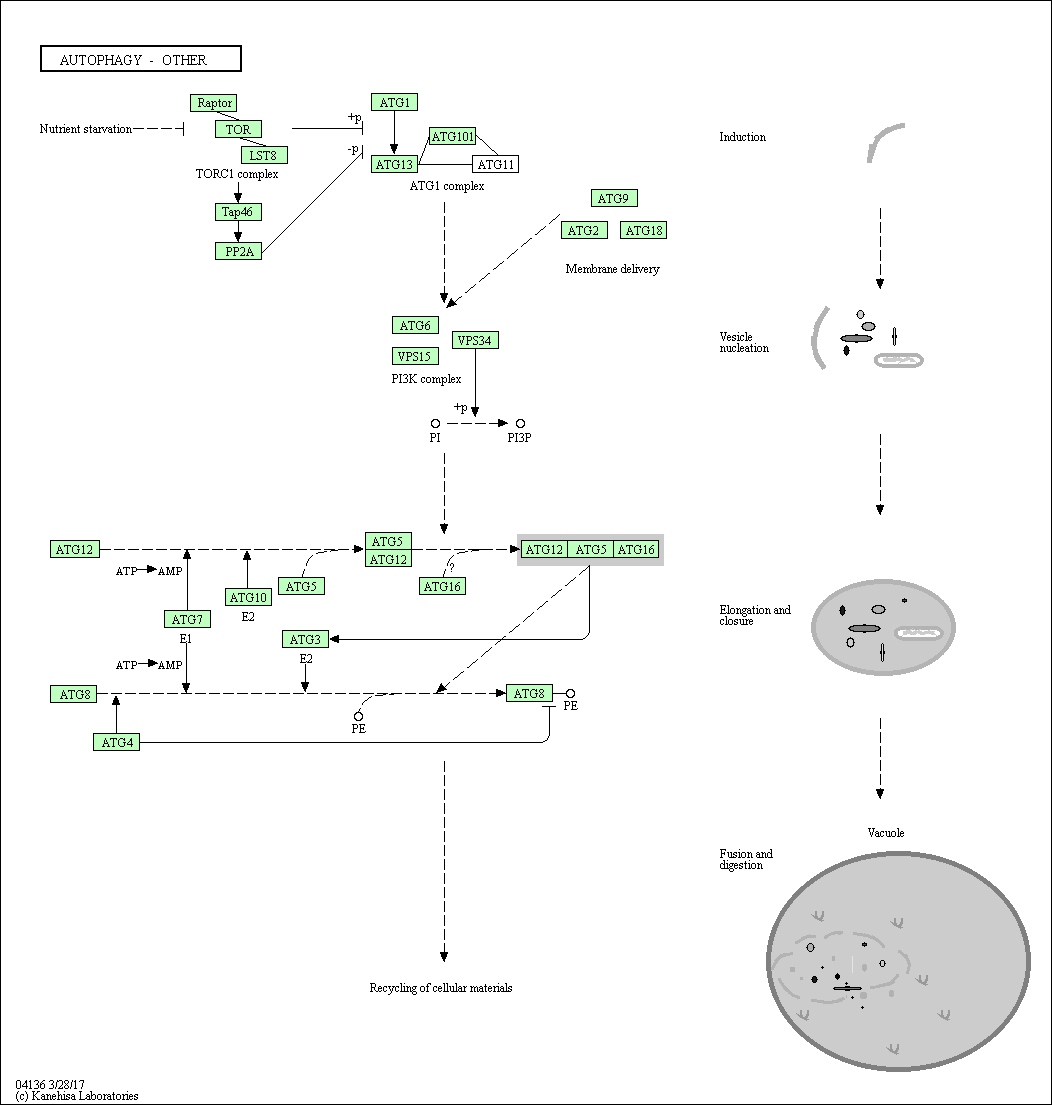 AUTOPHAGY - OTHER
Raptor
ATG1
Nutrient starvation
TOR
+p
ATG101
Induction
LST8
-p
ATG13
ATG11
TORC1 complex
ATG1 complex
Tap46
ATG9
PP2A
ATG2
ATG18
Membrane delivery
ATG6
VPS34
VPS15
PI3K complex
Vesicle
nucleation
+p
PI
PI3P
ATG12
ATG5
ATG12
ATG12
ATG5
ATG16
ATP
AMP
ATG5
ATG16
?
ATG10
E2
ATG7
E1
ATG3
E2
Elongation and
closure
ATP
AMP
ATG8
ATG8
PE
PE
ATG4
Vacuole
Fusion and
digestion
Recycling of cellular materials
04136 3/28/17
(c) Kanehisa Laboratories